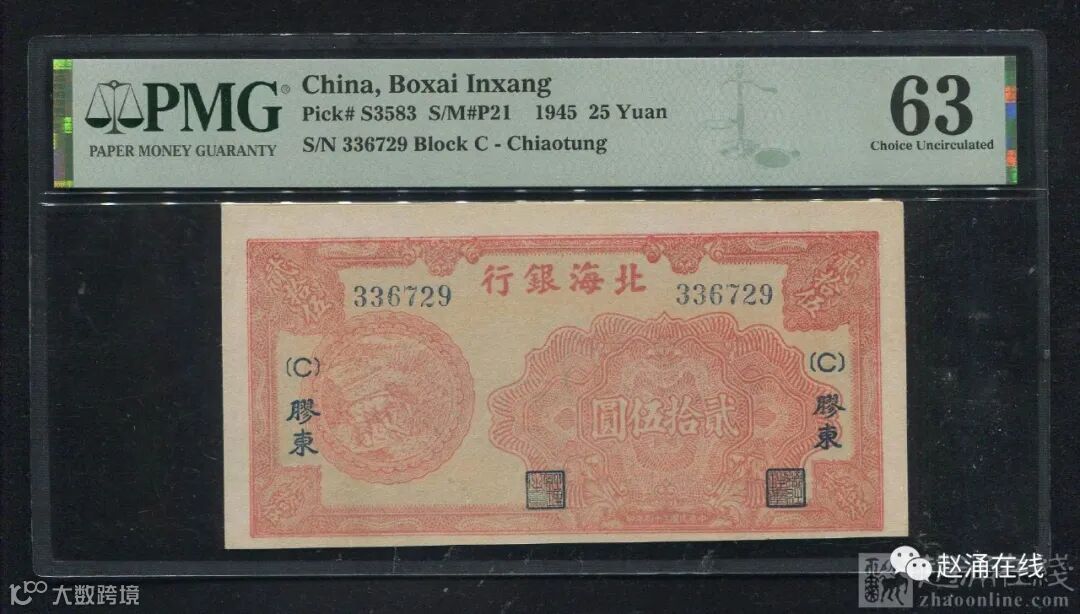 PMG
PAPER MONEY GUARANTY
China, Boxai Inxang
Pick# S3583 S/M#P21 1945 25 Yuan
S/N 336729 Block C - Chiaotung
63
Choice Uncirculated
行銀海北
336729
336729
(C)
膠東
(C)
膠東
圓伍拾貳
赵涌在线
zhaoonline.com
大数跨境